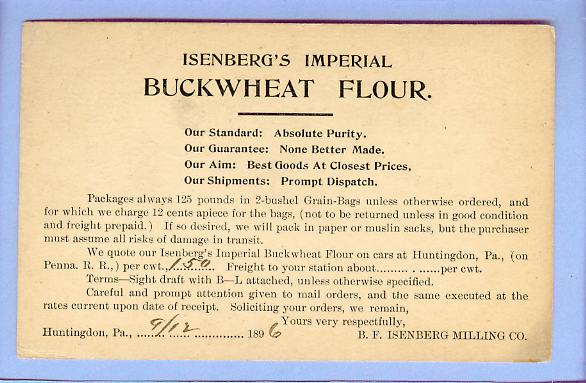 ISENBERG'S IMPERIAL
BUCKWHEAT FLOUR.
Our Standard: Absolute Purity.
Our Guarantee: None Better Made.
Our Aim: Best Goods At Closest Prices,
Our Shipments: Prompt Dispatch.
Packages always 125 pounds in 2-bushel Grain-Bags unless otherwise ordered, and
for which we charge 12 cents apiece for the bags, (not to be returned unless in good condition
and freight prepaid.) If so desired, we will pack in paper or muslin sacks, but the purchaser
must assume all risks of damage in transit.
We quote our Isenberg's Imperial Buckwheat Flour on cars at Huntingdon, Pa., (on
Penna. R. R.,) per cwt. 1.50 Freight to your station about.......... . ......per cwt.
Terms—Sight draft with B—L attached, unless otherwise specified.
Careful and prompt attention given to mail orders, and the same executed at the
rates current upon date of receipt. Soliciting your orders, we remain,
Yours very respectfully,
Huntingdon, Pa., ........ 9/12 ............... 1896
B. F. ISENBERG MILLING CO.